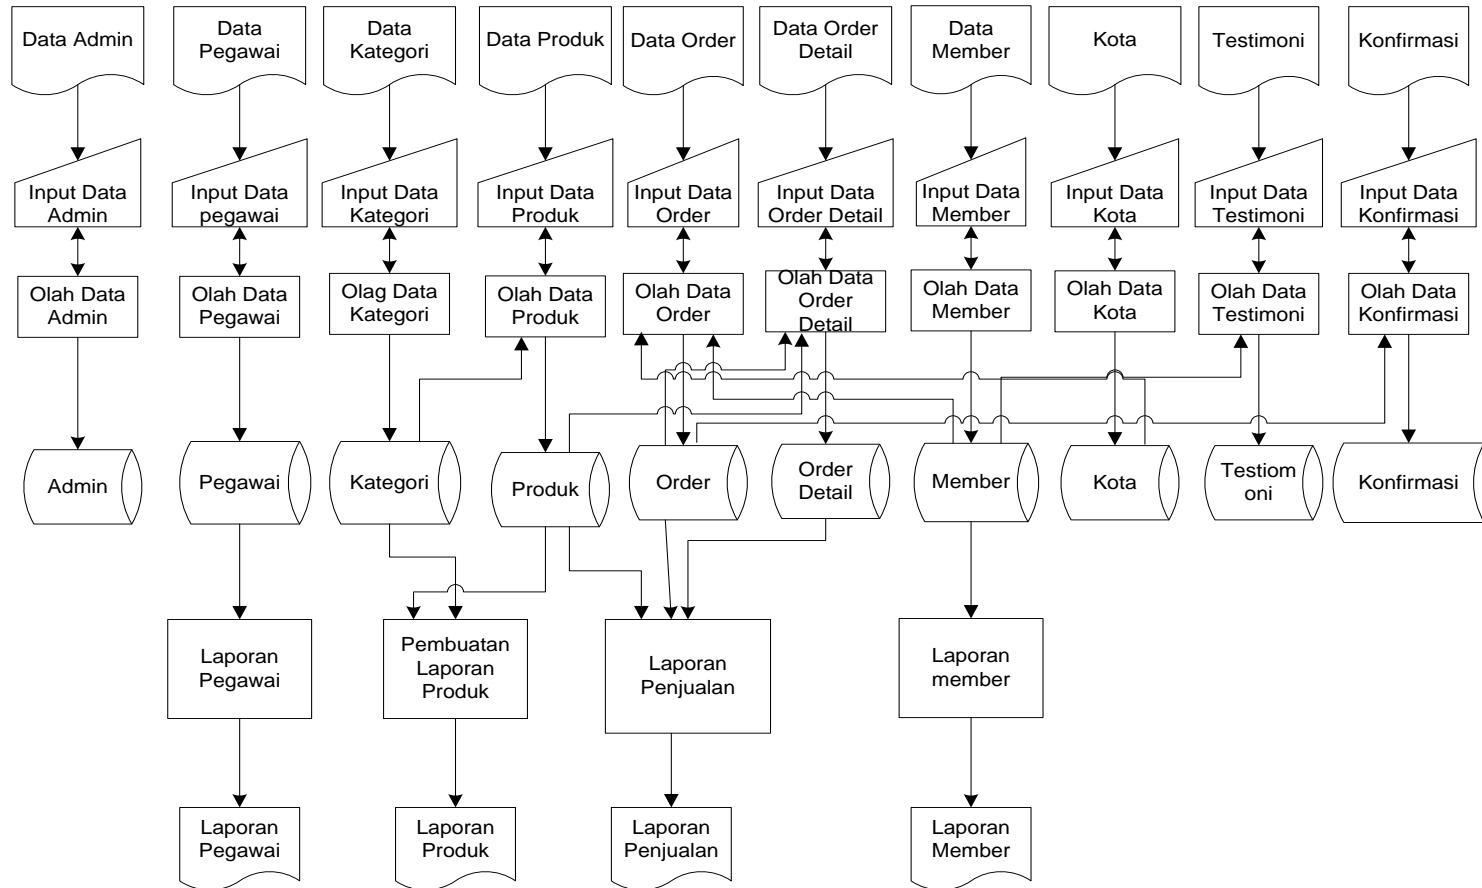 Data Admin
Data
Pegawai
Data
Kategori
Data Produk
Data Order
Data Order
Detail
Data
Member
Kota
Testimoni
Konfirmasi
Input Data
Admin
Input Data
pegawai
Input Data
Kategori
Input Data
Produk
Input Data
Order
Input Data
Order Detail
Input Data
Member
Input Data
Kota
Input Data
Testimoni
Input Data
Konfirmasi
Olah Data
Admin
Olah Data
Pegawai
Olag Data
Kategori
Olah Data
Produk
Olah Data
Order
Olah Data
Order
Detail
Olah Data
Member
Olah Data
Kota
Olah Data
Testimoni
Olah Data
Konfirmasi
Admin
Pegawai
Kategori
Produk
Order
Order
Detail
Member
Kota
Testiom
oni
Konfirmasi
Laporan
Pegawai
Pembuatan
Laporan
Produk
Laporan
Penjualan
Laporan
member
Laporan
Pegawai
Laporan
Produk
Laporan
Penjualan
Laporan
Member